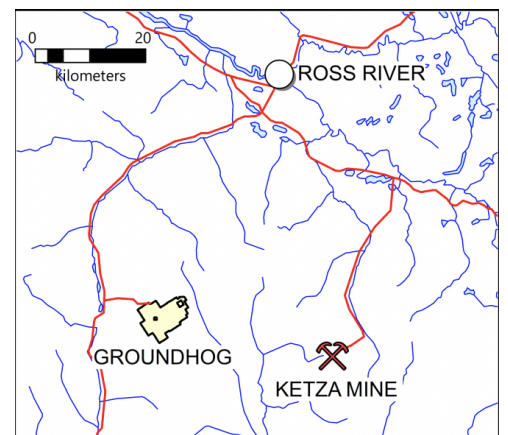 0 20
kilometers
ROSS RIVER
GROUNDHOG
KETZA MINE